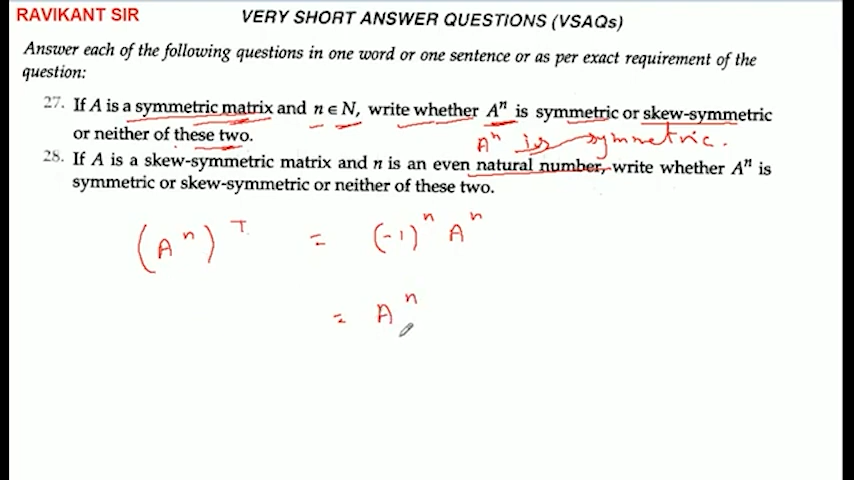 RAVIKANT SIR
VERY SHORT ANSWER QUESTIONS (VSAQs)
Answer each of the following questions in one word or one sentence or as per exact requirement of the
question:
27. If A is a symmetric matrix and n ∈ N, write whether Aⁿ is symmetric or skew-symmetric
or neither of these two.
Aⁿ is symmetric.
28. If A is a skew-symmetric matrix and n is an even natural number, write whether Aⁿ is
symmetric or skew-symmetric or neither of these two.
(Aⁿ)ᵀ = (-1)ⁿ Aⁿ
= Aⁿ